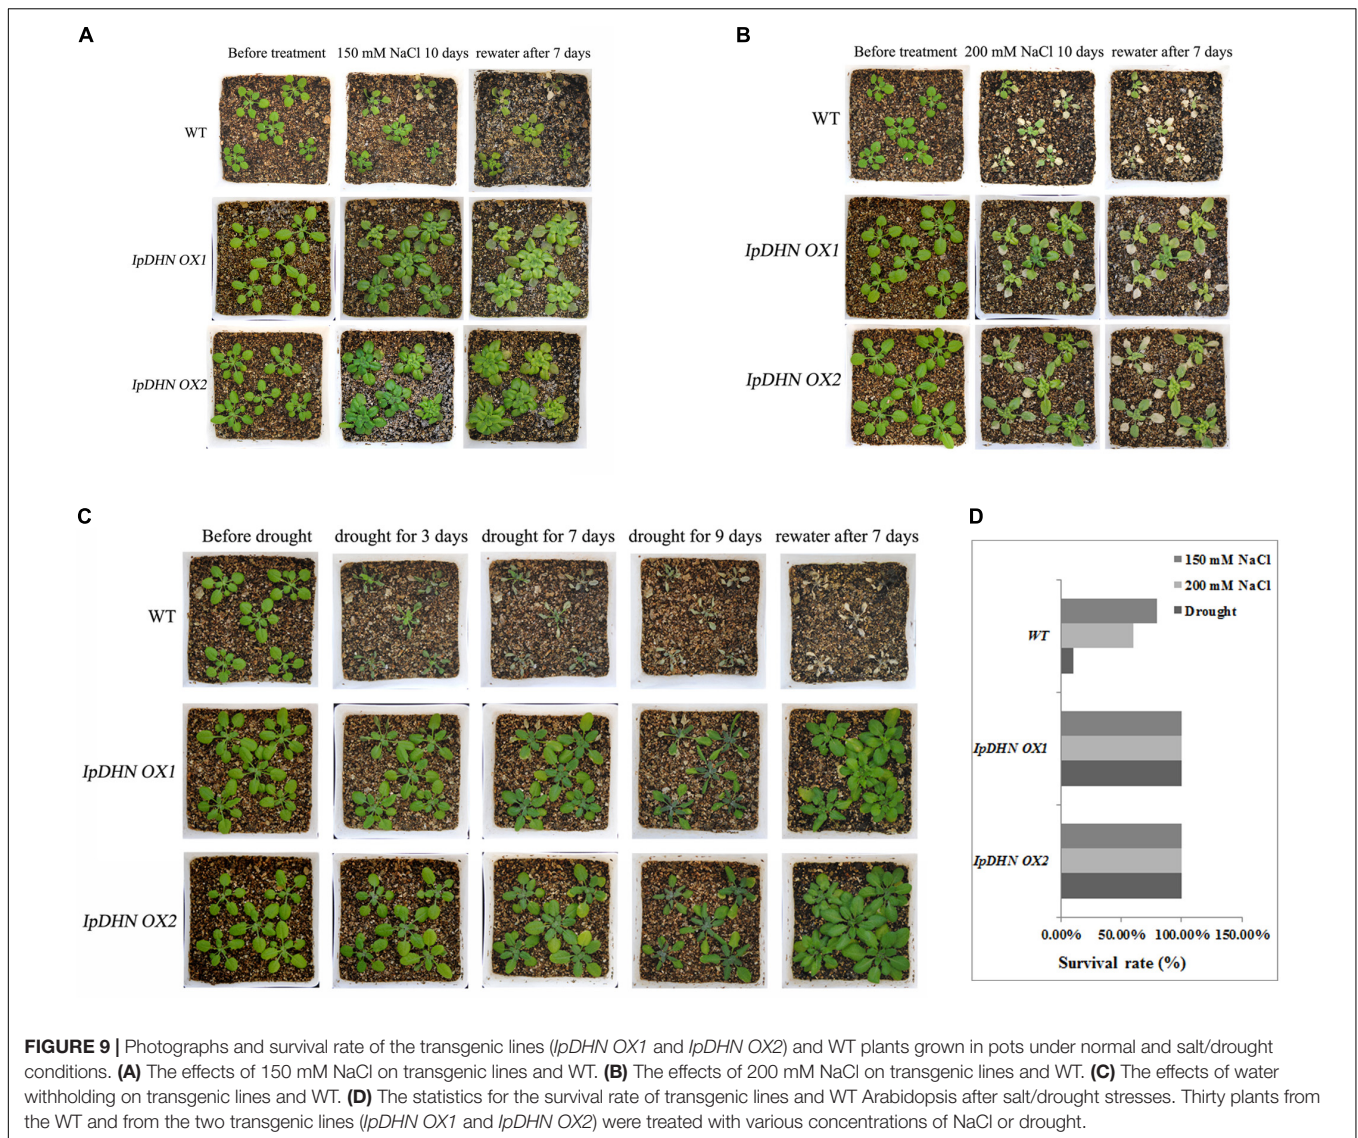 A
Before treatment 150 mM NaCl 10 days rewater after 7 days
WT
IpDHN OX1
IpDHN OX2
B
Before treatment 200 mM NaCl 10 days rewater after 7 days
WT
IpDHN OX1
IpDHN OX2
C
Before drought drought for 3 days drought for 7 days drought for 9 days rewater after 7 days
WT
IpDHN OX1
IpDHN OX2
D
150 mM NaCl
200 mM NaCl
Drought
WT
IpDHN OX1
IpDHN OX2
0.00% 50.00% 100.00% 150.00%
Survival rate (%)
FIGURE 9 | Photographs and survival rate of the transgenic lines (IpDHN OX1 and IpDHN OX2) and WT plants grown in pots under normal and salt/drought
conditions. (A) The effects of 150 mM NaCl on transgenic lines and WT. (B) The effects of 200 mM NaCl on transgenic lines and WT. (C) The effects of water
withholding on transgenic lines and WT. (D) The statistics for the survival rate of transgenic lines and WT Arabidopsis after salt/drought stresses. Thirty plants from
the WT and from the two transgenic lines (IpDHN OX1 and IpDHN OX2) were treated with various concentrations of NaCl or drought.